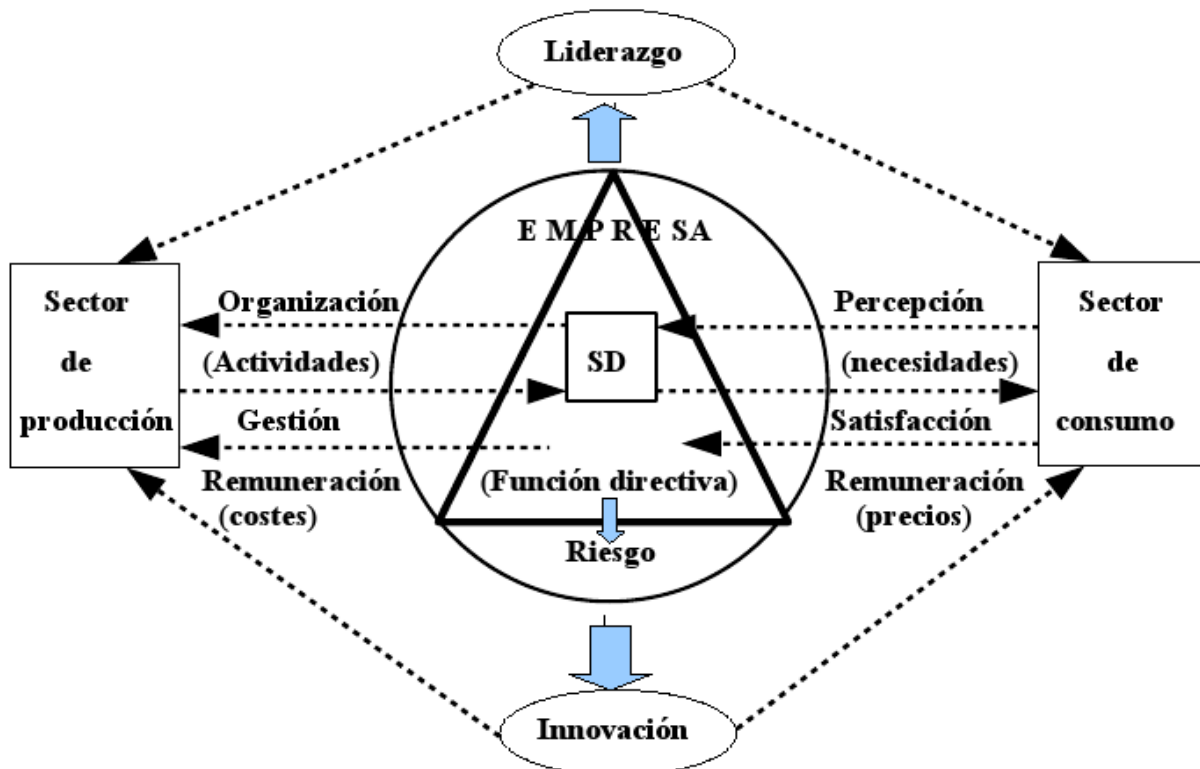 Liderazgo
E M P R E SA
Sector
de
producción
Organización
(Actividades)
Gestión
Remuneración
(costes)
SD
(Función directiva)
Riesgo
Percepción
(necesidades)
Satisfacción
Remuneración
(precios)
Sector
de
consumo
Innovación